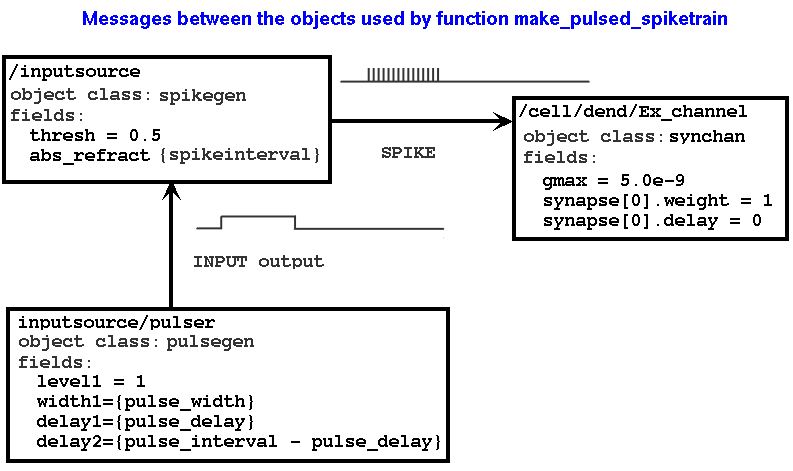 Messages between the objects used by function make_pulsed_spiketrain
/inputsource
object class: spikegen
fields:
thresh = 0.5
abs_refract {spikeinterval}
SPIKE
/cell/dend/Ex_channel
object class: synchan
fields:
gmax = 5.0e-9
synapse[0].weight = 1
synapse[0].delay = 0
INPUT output
inputsource/pulser
object class: pulsegen
fields:
level1 = 1
width1={pulse_width}
delay1={pulse_delay}
delay2={pulse_interval - pulse_delay}